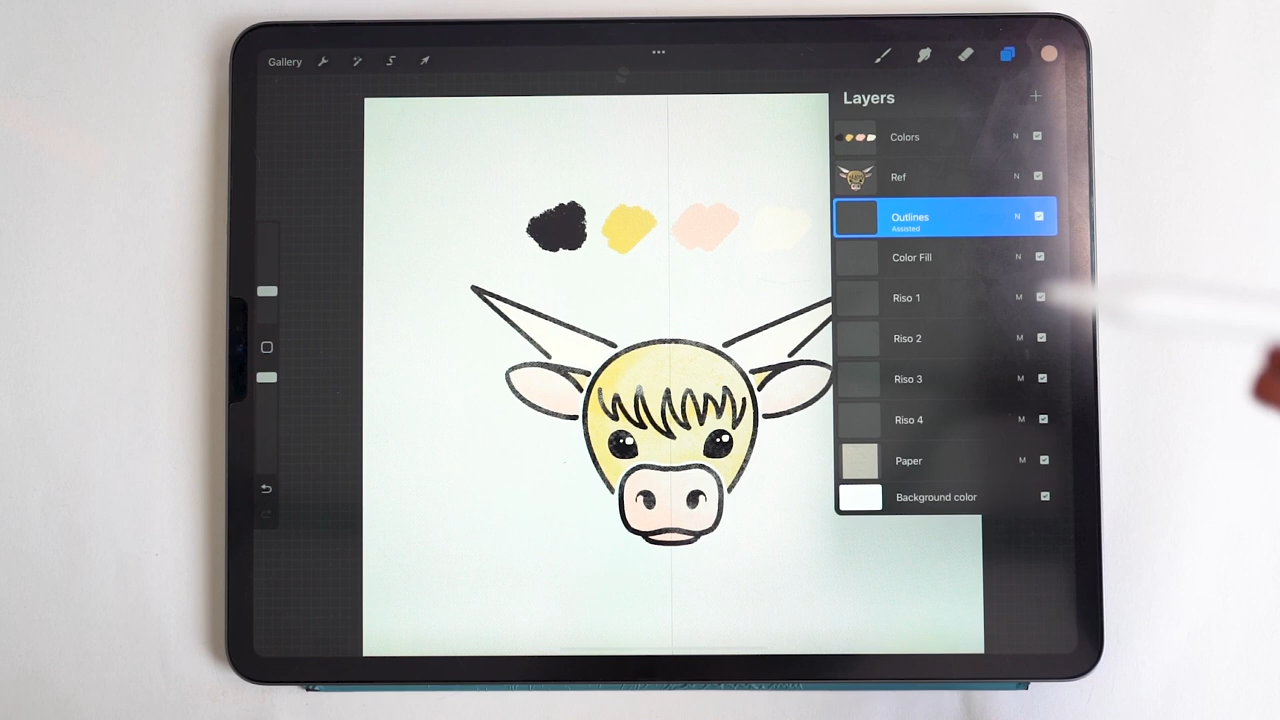 Gallery
Layers
Colors N
Ref N
Outlines N
Assisted
Color Fill N
Riso 1 M
Riso 2 M
Riso 3 M
Riso 4 M
Paper M
Background color